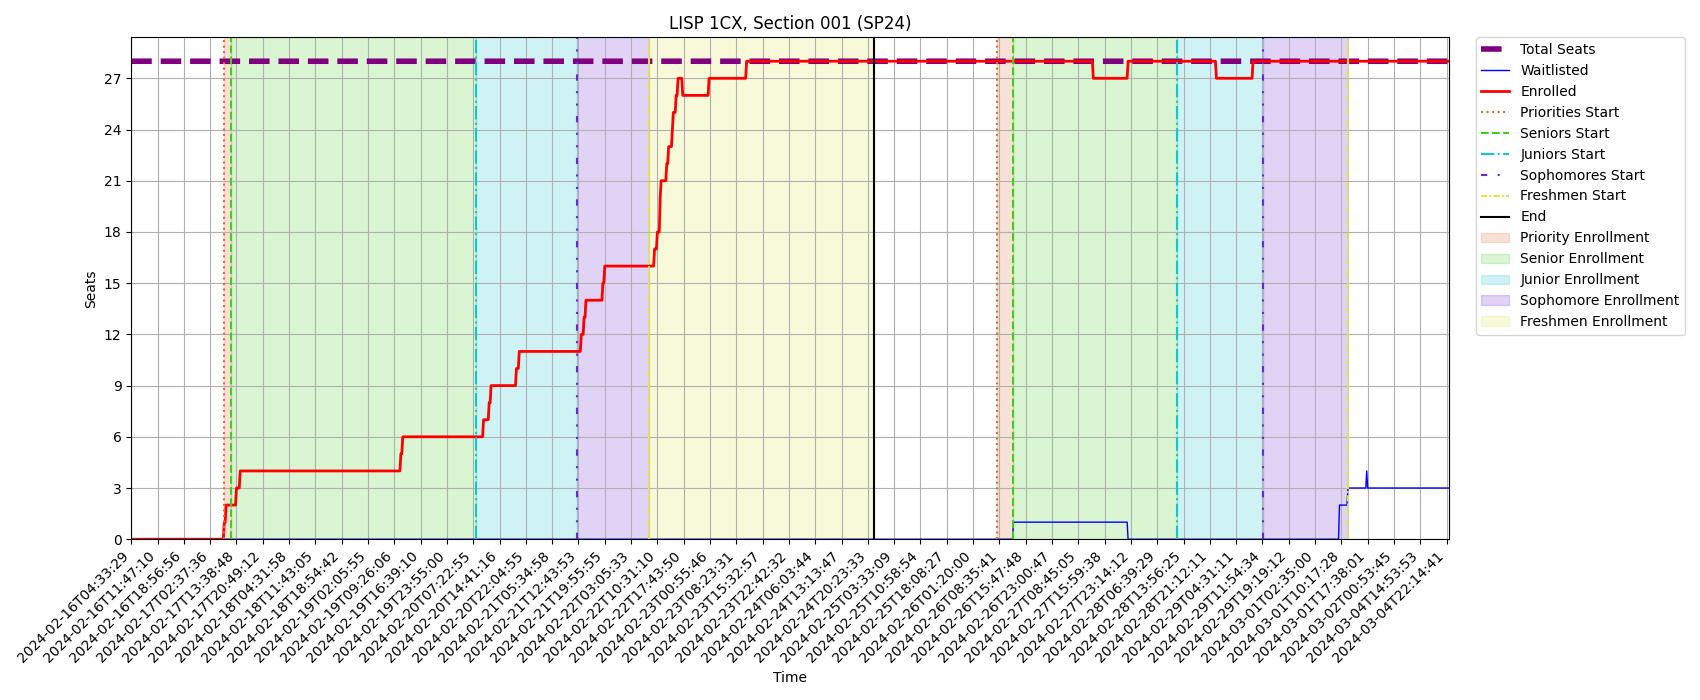 LISP 1CX, Section 001 (SP24)
Total Seats
Waitlisted
Enrolled
Priorities Start
Seniors Start
Juniors Start
Sophomores Start
Freshmen Start
End
Priority Enrollment
Senior Enrollment
Junior Enrollment
Sophomore Enrollment
Freshmen Enrollment
Seats
27
24
21
18
15
12
9
6
3
0
2024-02-16T04:33:29
2024-02-16T11:47:10
2024-02-16T18:56:56
2024-02-17T02:37:36
2024-02-17T13:38:48
2024-02-17T20:49:12
2024-02-18T04:31:58
2024-02-18T11:43:05
2024-02-18T18:54:42
2024-02-19T02:05:55
2024-02-19T09:26:06
2024-02-19T16:39:10
2024-02-19T23:55:00
2024-02-20T07:22:55
2024-02-20T14:41:16
2024-02-20T22:04:55
2024-02-21T05:34:58
2024-02-21T12:43:53
2024-02-21T19:55:55
2024-02-22T03:05:33
2024-02-22T10:31:10
2024-02-22T17:43:50
2024-02-23T00:55:46
2024-02-23T08:23:31
2024-02-23T15:32:57
2024-02-23T22:42:32
2024-02-24T06:03:44
2024-02-24T13:13:47
2024-02-24T20:23:33
2024-02-25T03:33:09
2024-02-25T10:58:54
2024-02-25T18:08:27
2024-02-26T01:20:00
2024-02-26T08:35:41
2024-02-26T15:47:48
2024-02-26T23:00:47
2024-02-27T08:45:05
2024-02-27T15:59:38
2024-02-27T23:14:12
2024-02-28T06:39:29
2024-02-28T13:56:25
2024-02-28T21:12:11
2024-02-29T04:31:11
2024-02-29T11:54:34
2024-02-29T19:19:12
2024-03-01T02:35:00
2024-03-01T10:17:28
2024-03-01T17:38:01
2024-03-02T00:53:45
2024-03-04T14:53:53
2024-03-04T22:14:41
Time